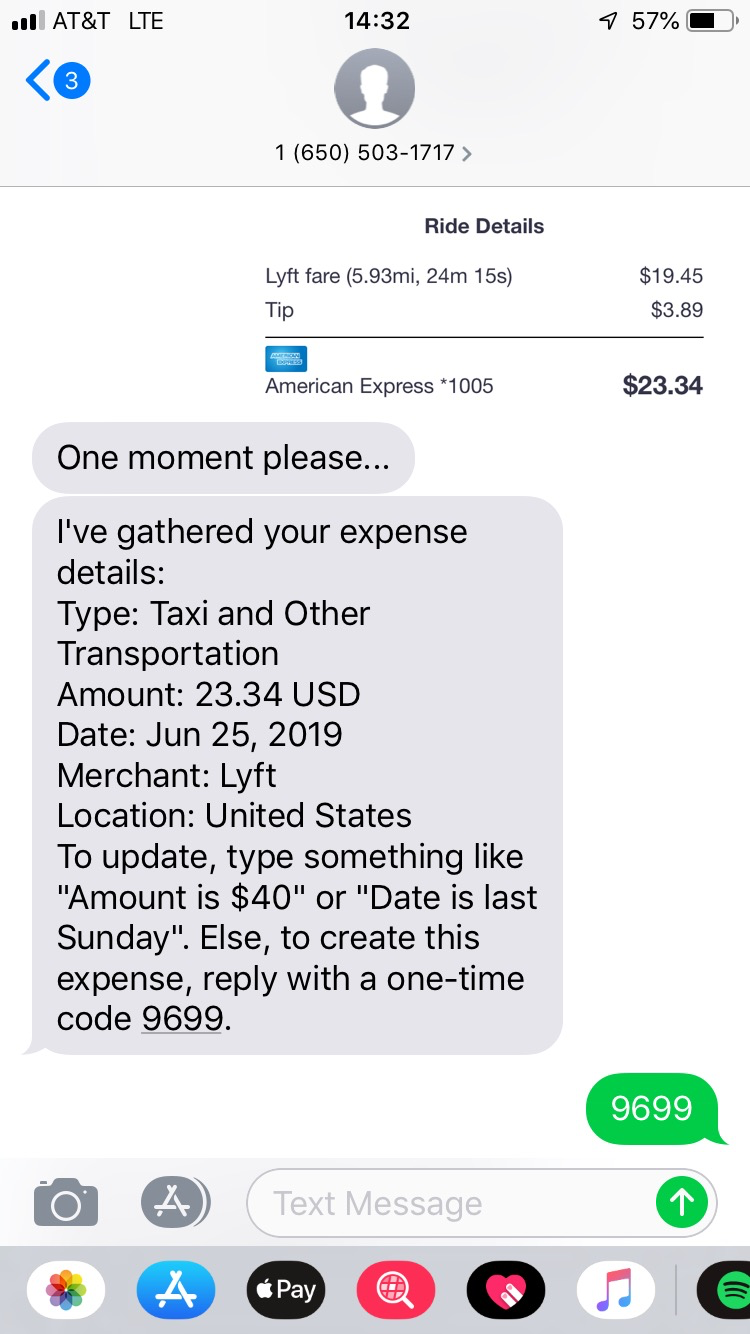 AT&T LTE 14:32 57%
3
1 (650) 503-1717
Ride Details
Lyft fare (5.93mi, 24m 15s) $19.45
Tip $3.89
AMERICAN EXPRESS
American Express *1005 $23.34
One moment please...
I've gathered your expense
details:
Type: Taxi and Other
Transportation
Amount: 23.34 USD
Date: Jun 25, 2019
Merchant: Lyft
Location: United States
To update, type something like
"Amount is $40" or "Date is last
Sunday". Else, to create this
expense, reply with a one-time
code 9699.
9699
Text Message
Pay